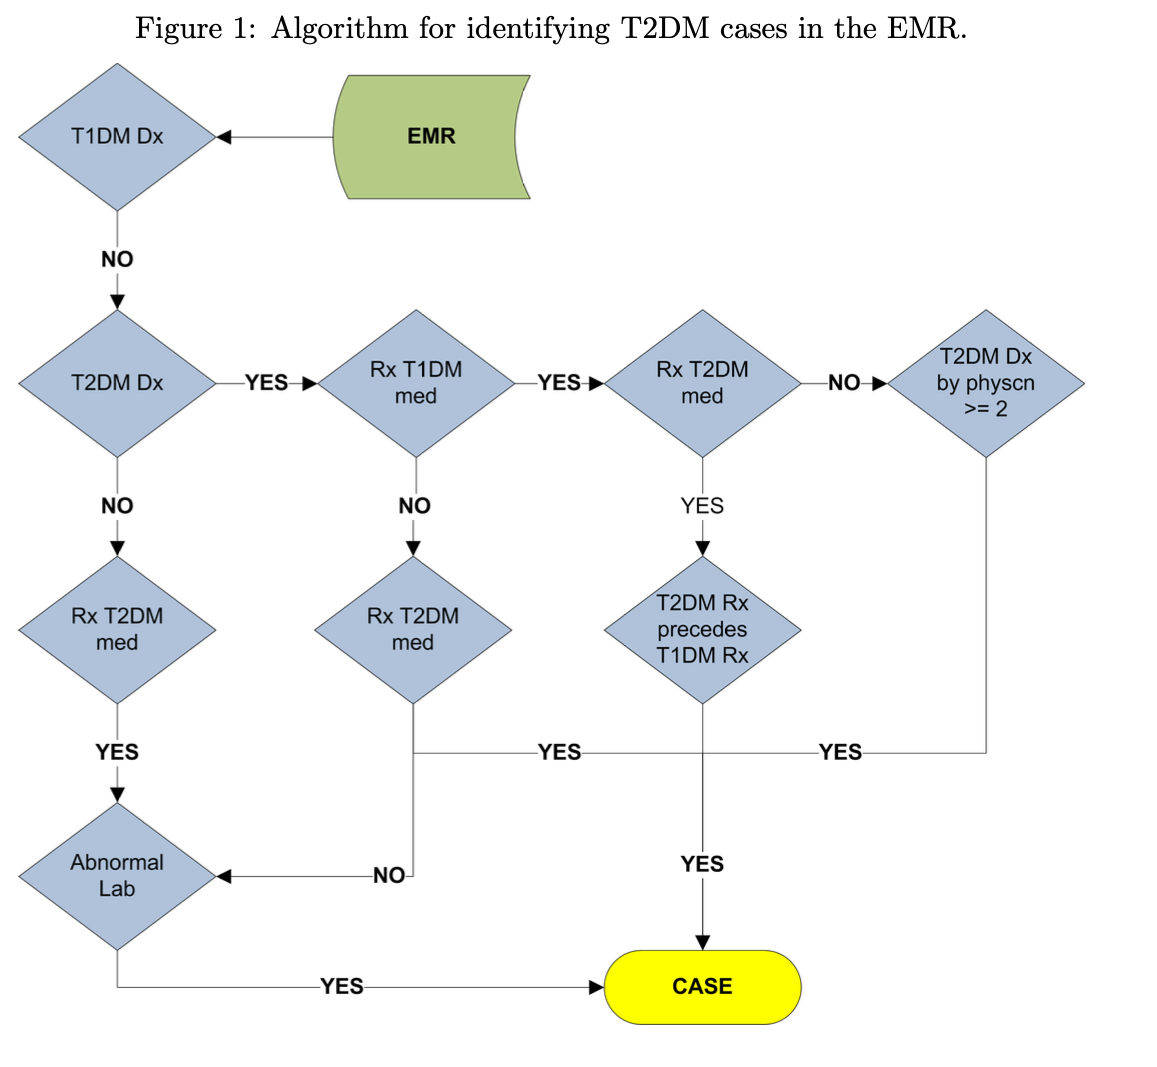 Figure 1: Algorithm for identifying T2DM cases in the EMR.
T1DM Dx
EMR
NO
T2DM Dx
YES
Rx T1DM
med
YES
Rx T2DM
med
NO
T2DM Dx
by physcn
>= 2
NO
NO
YES
Rx T2DM
med
Rx T2DM
med
T2DM Rx
precedes
T1DM Rx
YES
YES
YES
Abnormal
Lab
NO
YES
YES
CASE